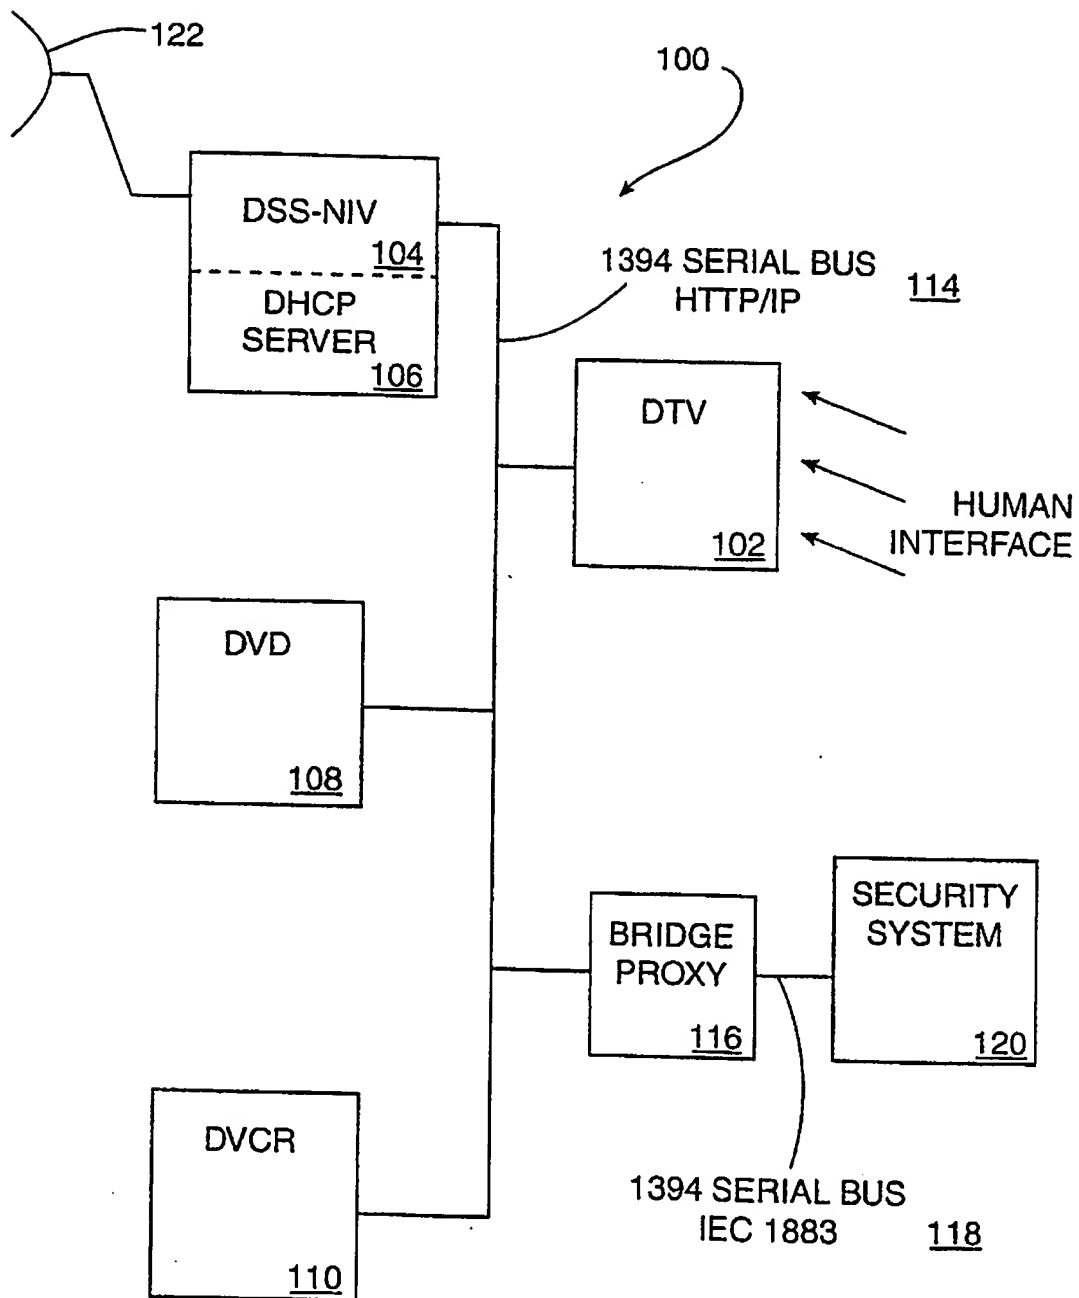 122
100
DSS-NIV
104
DHCP
SERVER
106
1394 SERIAL BUS
HTTP/IP
114
DTV
102
HUMAN
INTERFACE
DVD
108
BRIDGE
PROXY
116
SECURITY
SYSTEM
120
DVCR
110
1394 SERIAL BUS
IEC 1883
118